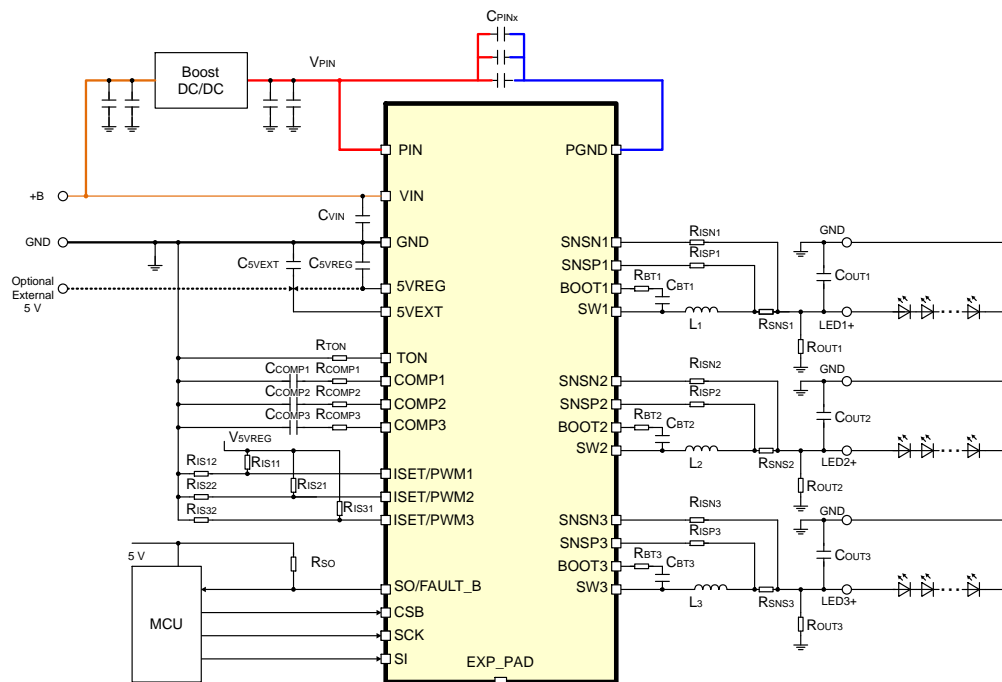 CPINx
Boost
DC/DC
VPIN
PIN
PGND
+B
VIN
CVIN
GND
GND
C5VEXT
C5VREG
Optional
External
5 V
5VREG
5VEXT
RTON
TON
CCOMP1
RCOMP1
COMP1
CCOMP2
RCOMP2
COMP2
CCOMP3
RCOMP3
COMP3
V5VREG
RIS12
RIS11
ISET/PWM1
RIS22
RIS21
ISET/PWM2
RIS32
RIS31
ISET/PWM3
5 V
RSO
SO/FAULT_B
MCU
CSB
SCK
SI
EXP_PAD
SNSN1
RISN1
GND
SNSP1
RISP1
BOOT1
RBT1
CBT1
COUT1
SW1
L1
RSNS1
LED1+
ROUT1
SNSN2
RISN2
GND
SNSP2
RISP2
BOOT2
RBT2
CBT2
COUT2
SW2
L2
RSNS2
LED2+
ROUT2
SNSN3
RISN3
GND
SNSP3
RISP3
BOOT3
RBT3
CBT3
COUT3
SW3
L3
RSNS3
LED3+
ROUT3